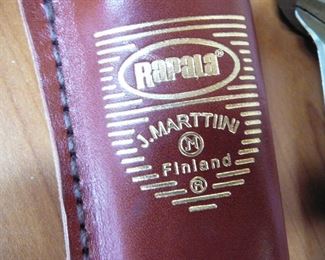 Rapala®
J. MARTTIINI
M
Finland
®